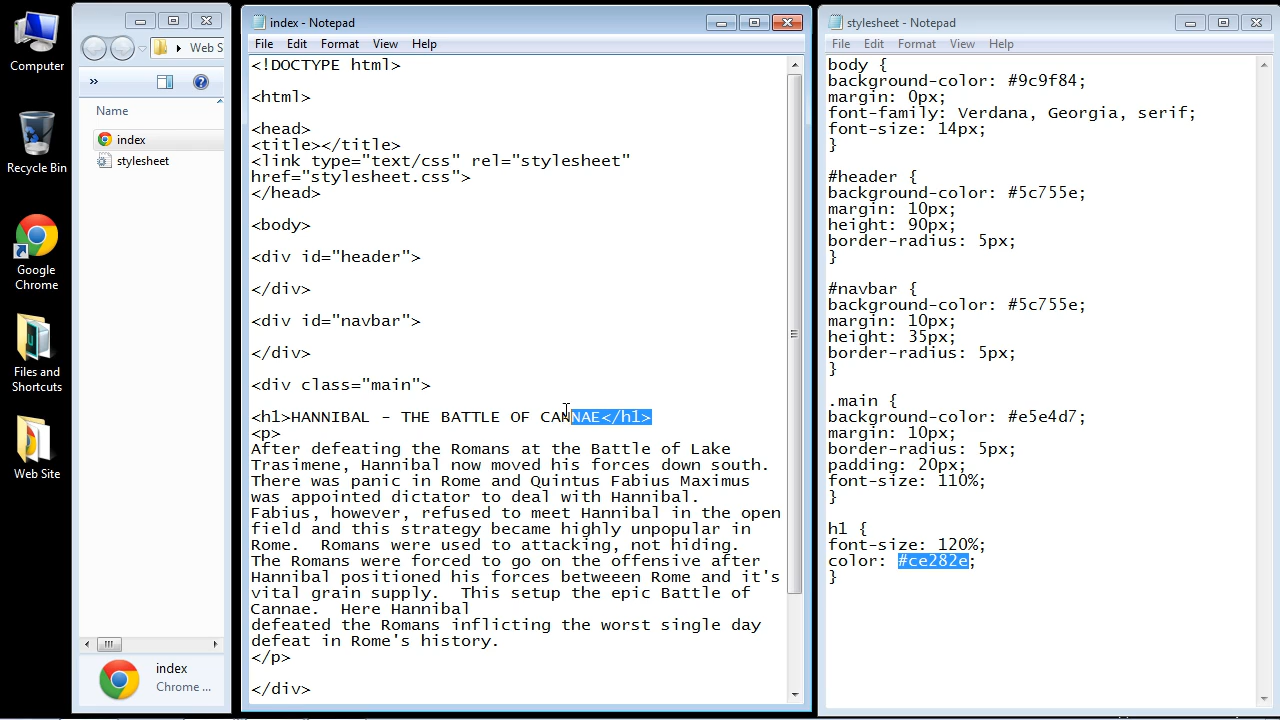 Computer
Recycle Bin
Google
Chrome
Files and
Shortcuts
Web Site
Web S
»
Name
index
stylesheet
index
Chrome ...
index - Notepad
File Edit Format View Help
<!DOCTYPE html>
<html>
<head>
<title></title>
<link type="text/css" rel="stylesheet"
href="stylesheet.css">
</head>
<body>
<div id="header">
</div>
<div id="navbar">
</div>
<div class="main">
<h1>HANNIBAL - THE BATTLE OF CANNAE</h1>
<p>
After defeating the Romans at the Battle of Lake
Trasimene, Hannibal now moved his forces down south.
There was panic in Rome and Quintus Fabius Maximus
was appointed dictator to deal with Hannibal.
Fabius, however, refused to meet Hannibal in the open
field and this strategy became highly unpopular in
Rome.  Romans were used to attacking, not hiding.
The Romans were forced to go on the offensive after
Hannibal positioned his forces betweeen Rome and it's
vital grain supply.  This setup the epic Battle of
Cannae.  Here Hannibal
defeated the Romans inflicting the worst single day
defeat in Rome's history.
</p>
</div>
stylesheet - Notepad
File Edit Format View Help
body {
background-color: #9c9f84;
margin: 0px;
font-family: Verdana, Georgia, serif;
font-size: 14px;
}
#header {
background-color: #5c755e;
margin: 10px;
height: 90px;
border-radius: 5px;
}
#navbar {
background-color: #5c755e;
margin: 10px;
height: 35px;
border-radius: 5px;
}
.main {
background-color: #e5e4d7;
margin: 10px;
border-radius: 5px;
padding: 20px;
font-size: 110%;
}
h1 {
font-size: 120%;
color: #ce282e;
}